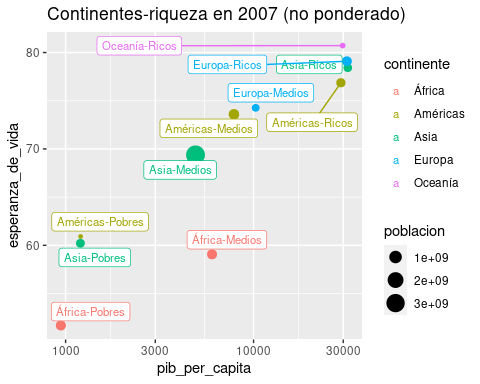 Continentes-riqueza en 2007 (no ponderado)
esperanza_de_vida
80
70
60
Oceanía-Ricos
Europa-Ricos
Asia-Ricos
Europa-Medios
Américas-Medios
Américas-Ricos
Asia-Medios
Américas-Pobres
África-Medios
Asia-Pobres
África-Pobres
1000
3000
10000
30000
pib_per_capita
continente
a África
a Américas
a Asia
a Europa
a Oceanía
poblacion
1e+09
2e+09
3e+09